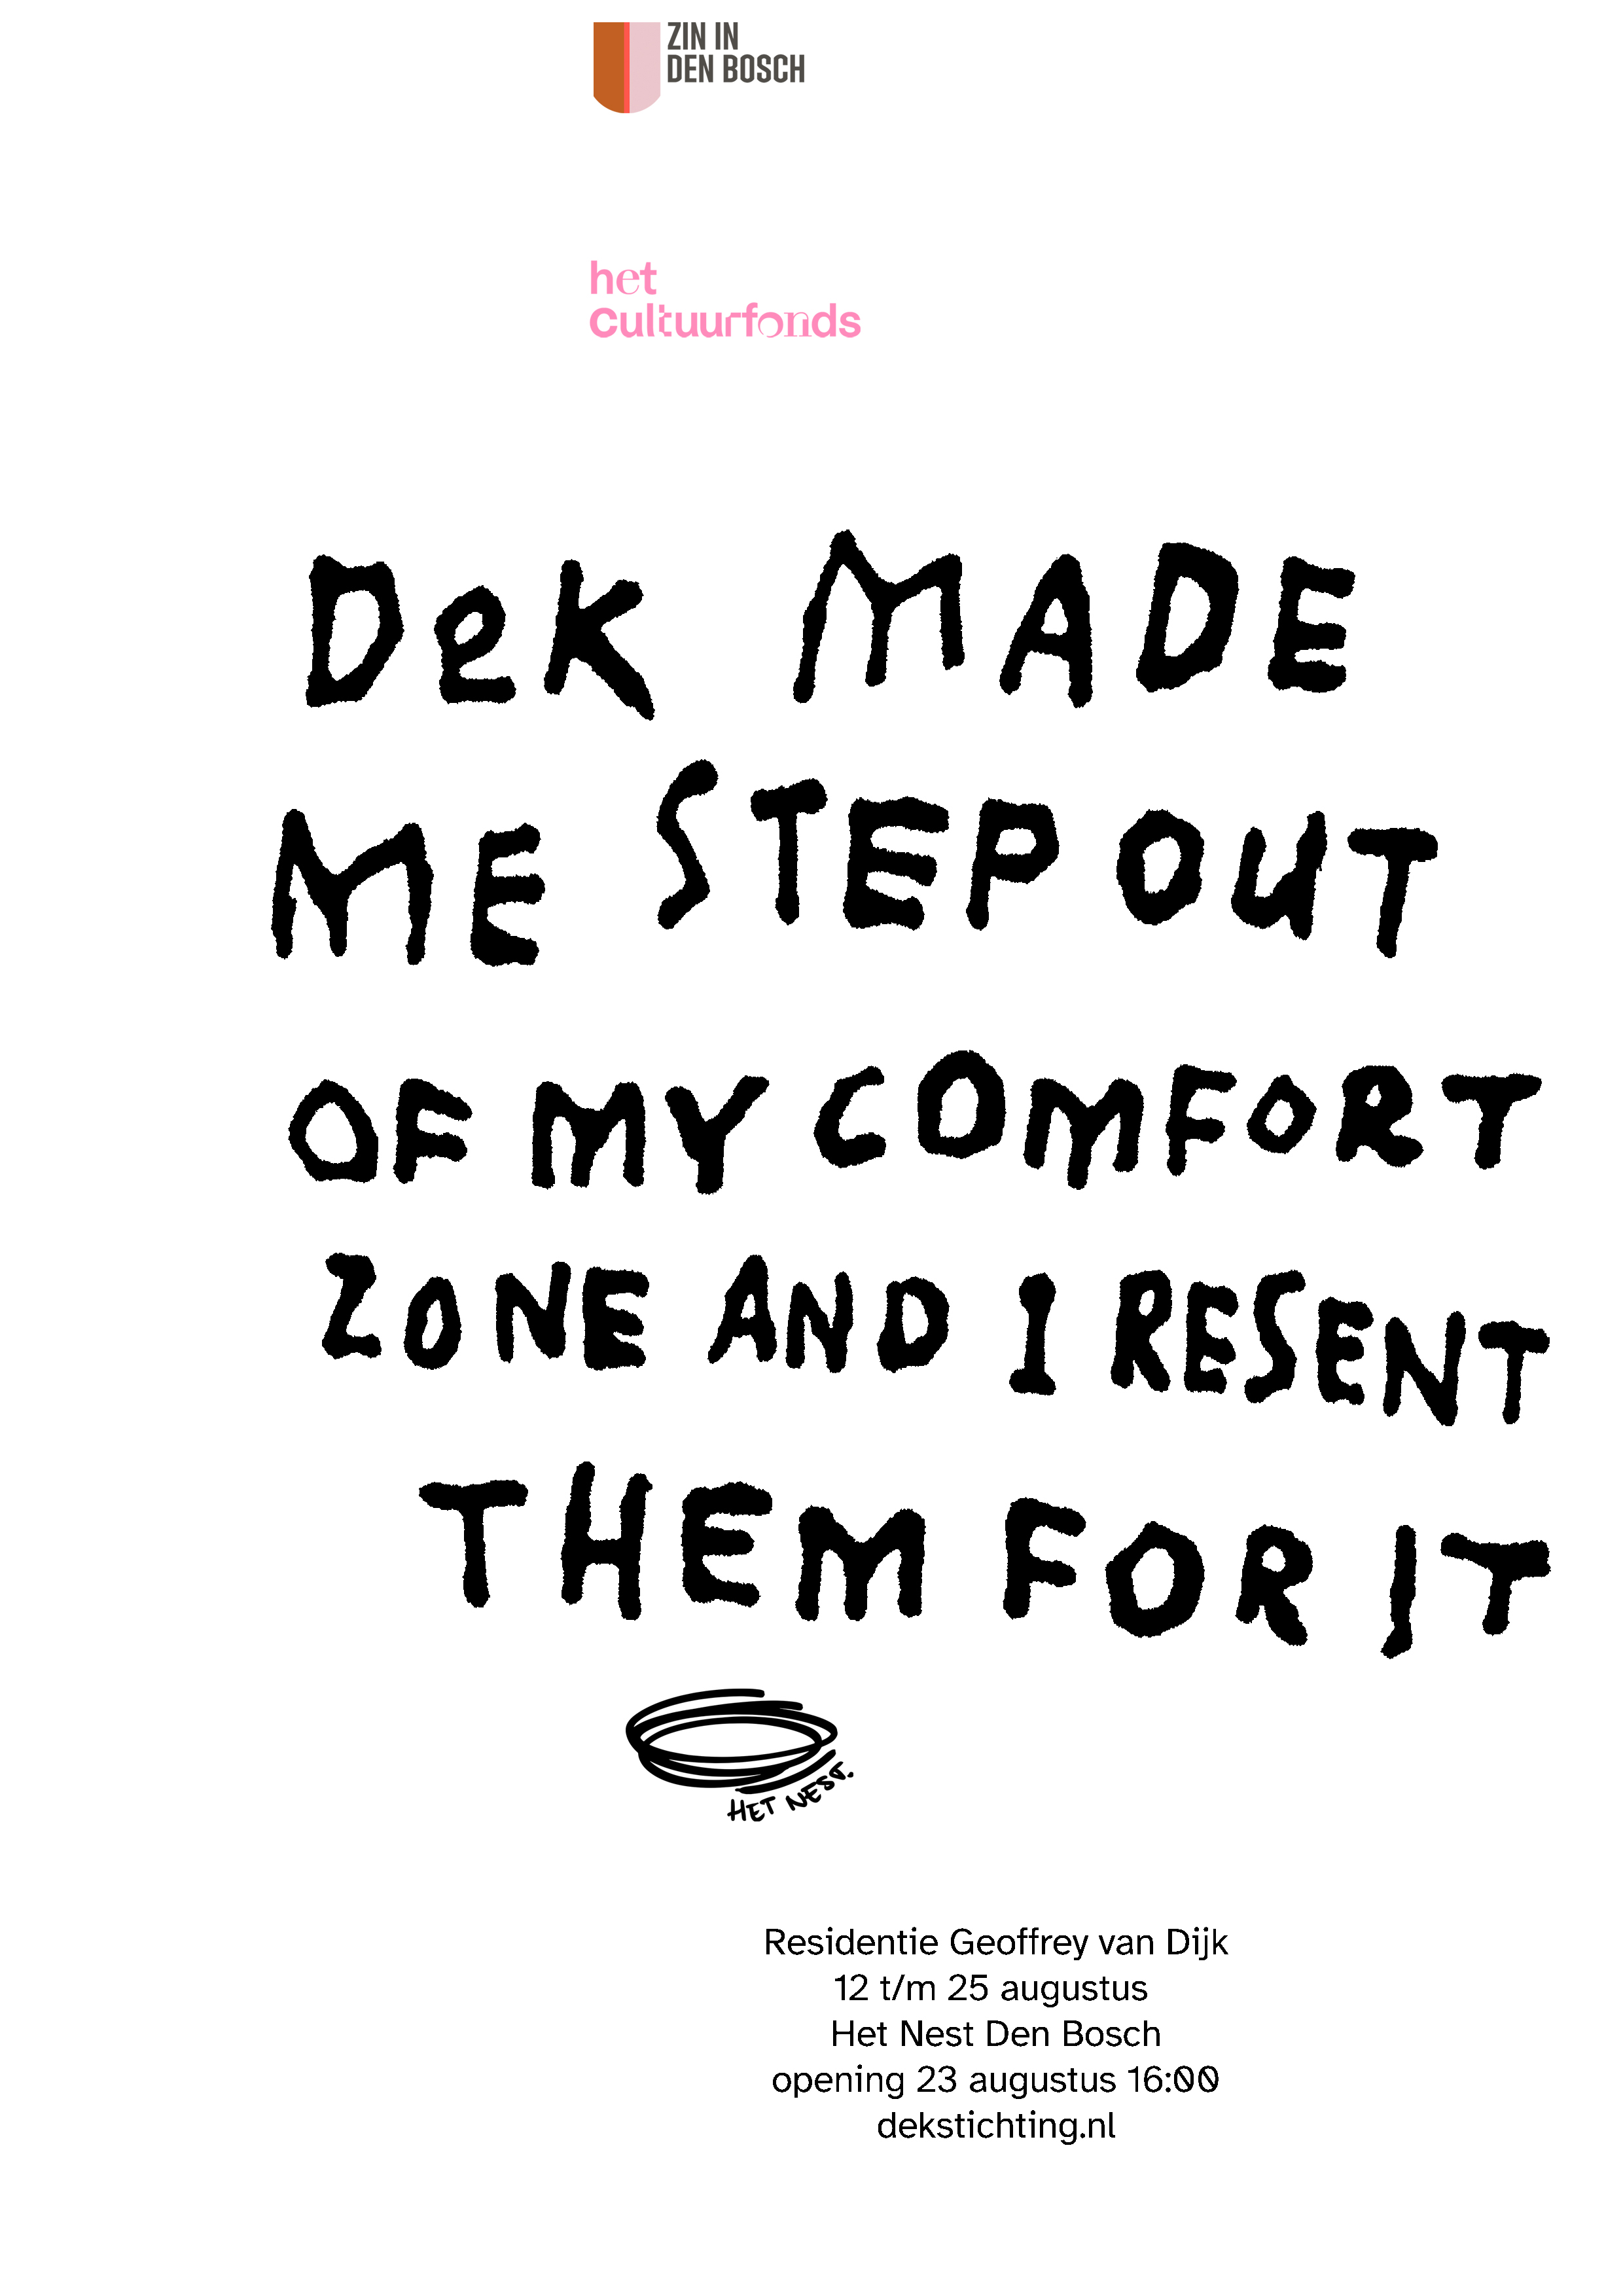 ZIN IN
DEN BOSCH
het
cultuurfonds
DeK MADE
ME STEP OUT
OF MY COMFORT
ZONE AND I RESENT
THEM FOR IT
HET NEST.
Residentie Geoffrey van Dijk
12 t/m 25 augustus
Het Nest Den Bosch
opening 23 augustus 16:00
dekstichting.nl